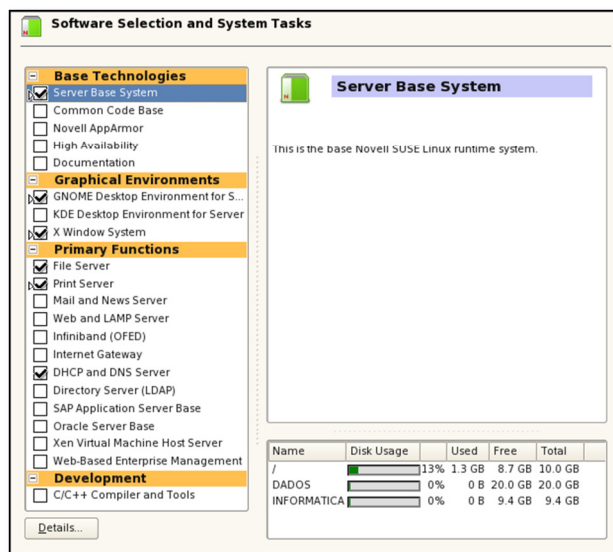 Software Selection and System Tasks
Base Technologies
Server Base System
Common Code Base
Novell AppArmor
High Availability
Documentation
Graphical Environments
GNOME Desktop Environment for S...
KDE Desktop Environment for Server
X Window System
Primary Functions
File Server
Print Server
Mail and News Server
Web and LAMP Server
Infiniband (OFED)
Internet Gateway
DHCP and DNS Server
Directory Server (LDAP)
SAP Application Server Base
Oracle Server Base
Xen Virtual Machine Host Server
Web-Based Enterprise Management
Development
C/C++ Compiler and Tools
Details...
Server Base System
This is the base Novell SUSE Linux runtime system.
Name Disk Usage Used Free Total
/ 13% 1.3 GB 8.7 GB 10.0 GB
DADOS 0% 0 B 20.0 GB 20.0 GB
INFORMATICA 0% 0 B 9.4 GB 9.4 GB